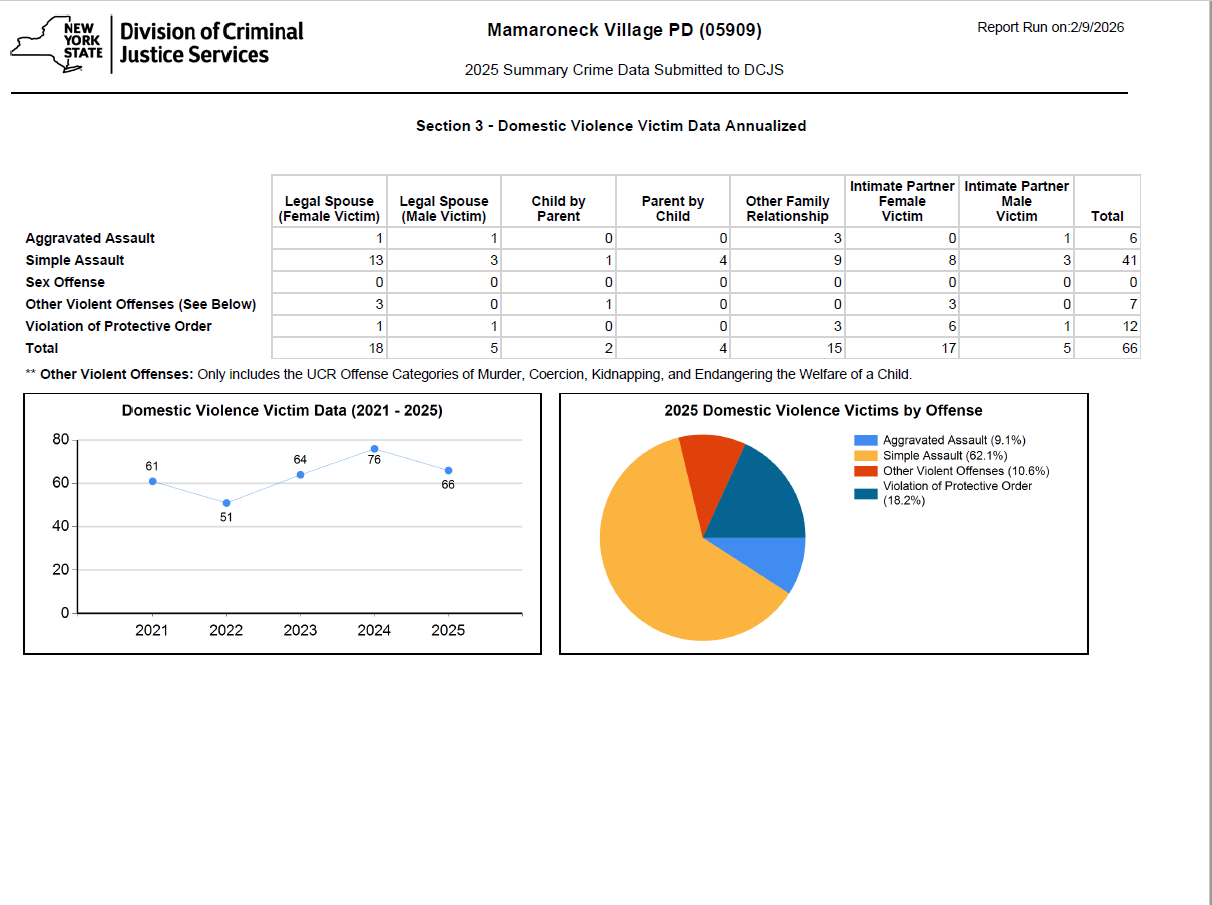 NEW
YORK
STATE
Division of Criminal
Justice Services
Mamaroneck Village PD (05909)
Report Run on:2/9/2026
2025 Summary Crime Data Submitted to DCJS
Section 3 - Domestic Violence Victim Data Annualized
Legal Spouse (Female Victim) Legal Spouse (Male Victim) Child by Parent Parent by Child Other Family Relationship Intimate Partner Female Victim Intimate Partner Male Victim Total
Aggravated Assault 1 1 0 0 3 0 1 6
Simple Assault 13 3 1 4 9 8 3 41
Sex Offense 0 0 0 0 0 0 0 0
Other Violent Offenses (See Below) 3 0 1 0 0 3 0 7
Violation of Protective Order 1 1 0 0 3 6 1 12
Total 18 5 2 4 15 17 5 66
** Other Violent Offenses: Only includes the UCR Offense Categories of Murder, Coercion, Kidnapping, and Endangering the Welfare of a Child.
Domestic Violence Victim Data (2021 - 2025)
80
60
40
20
0
61
51
64
76
66
2021 2022 2023 2024 2025
2025 Domestic Violence Victims by Offense
Aggravated Assault (9.1%)
Simple Assault (62.1%)
Other Violent Offenses (10.6%)
Violation of Protective Order
(18.2%)